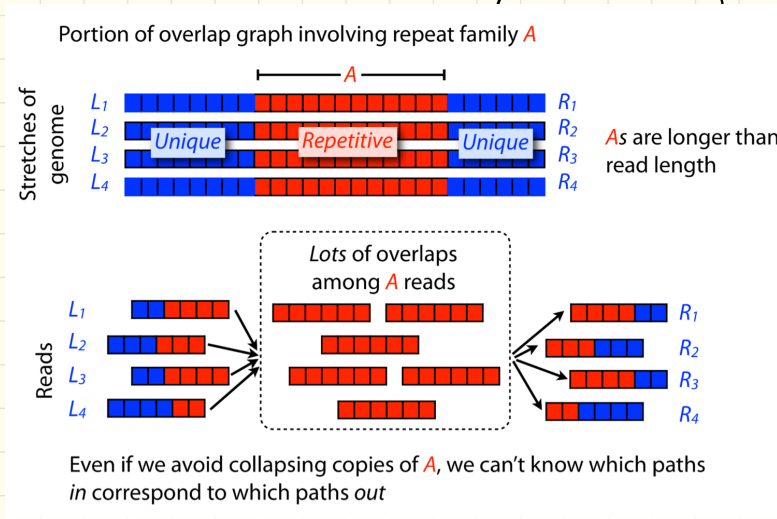 Portion of overlap graph involving repeat family A
A
Stretches of
genome
L1
L2
L3
L4
Unique
Repetitive
Unique
R1
R2
R3
R4
As are longer than
read length
Lots of overlaps
among A reads
Reads
L1
L2
L3
L4
R1
R2
R3
R4
Even if we avoid collapsing copies of A, we can't know which paths
in correspond to which paths out